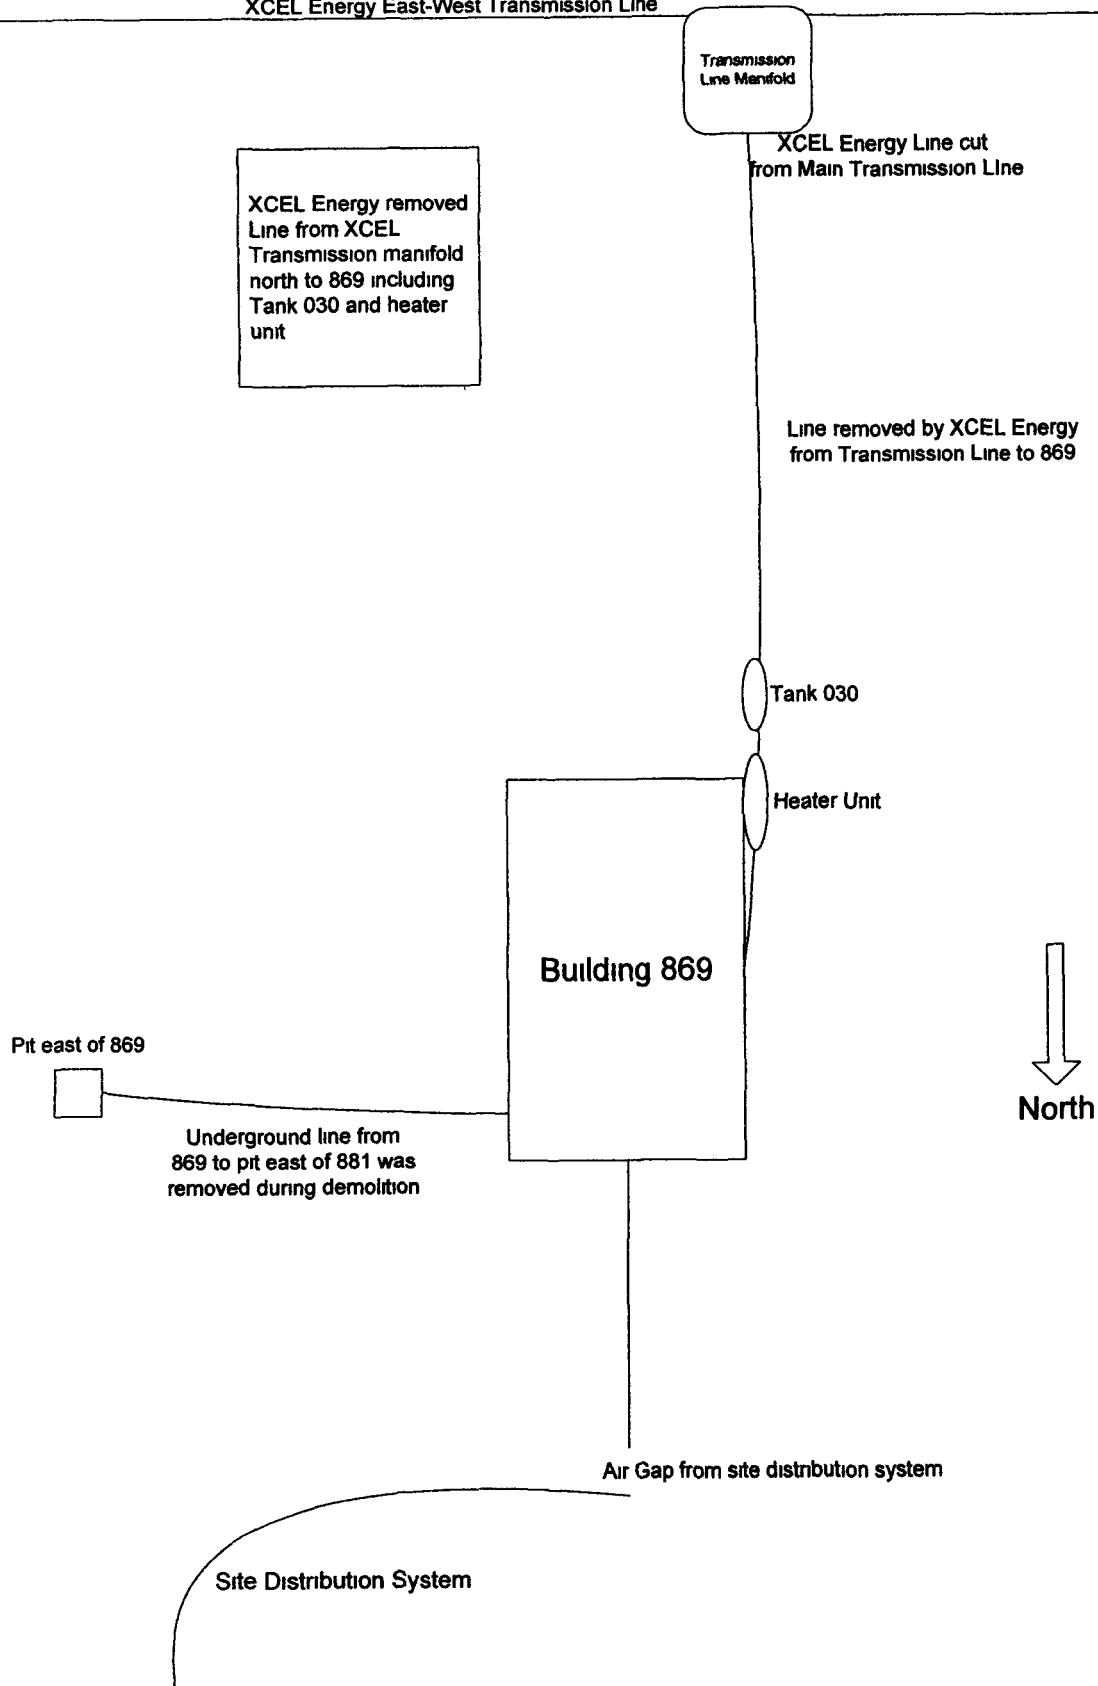 XCEL Energy East-West Transmission Line
Transmission
Line Manifold
XCEL Energy Line cut
from Main Transmission LIne
XCEL Energy removed
Line from XCEL
Transmission manifold
north to 869 including
Tank 030 and heater
unit
Line removed by XCEL Energy
from Transmission Line to 869
Tank 030
Heater Unit
Building 869
Pit east of 869
North
Underground line from
869 to pit east of 881 was
removed during demolition
Air Gap from site distribution system
Site Distribution System